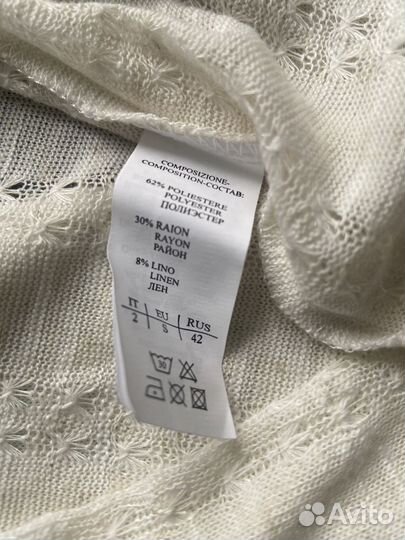 COMPOSIZIONE-
COMPOSITION-СОСТАВ:
62% POLIESTERE
POLYESTER
ПОЛИЭСТЕР
30% RAION
RAYON
РАЙОН
8% LINO
LINEN
ЛЕН
IT EU RUS
2 S 42
30
Avito